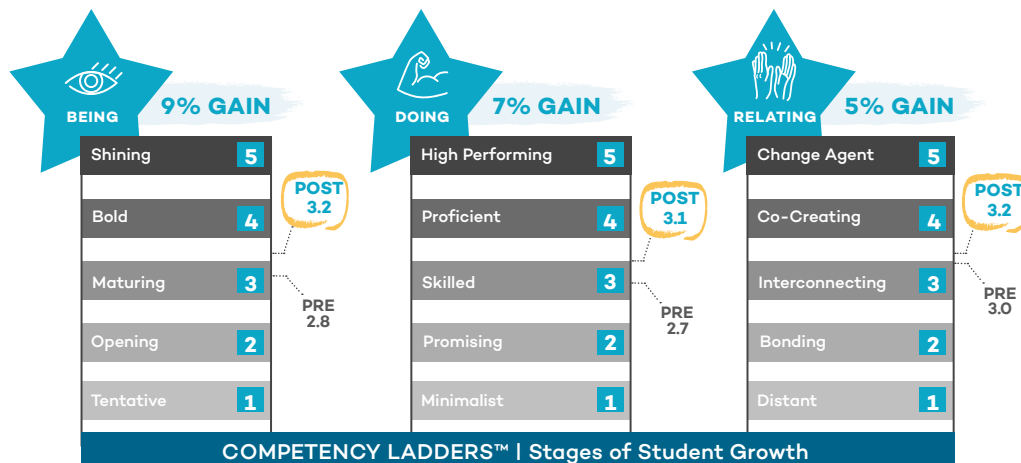 BEING
9% GAIN
Shining 5
Bold 4
Maturing 3
Opening 2
Tentative 1
POST
3.2
PRE
2.8
DOING
7% GAIN
High Performing 5
Proficient 4
Skilled 3
Promising 2
Minimalist 1
POST
3.1
PRE
2.7
RELATING
5% GAIN
Change Agent 5
Co-Creating 4
Interconnecting 3
Bonding 2
Distant 1
POST
3.2
PRE
3.0
COMPETENCY LADDERS™ | Stages of Student Growth